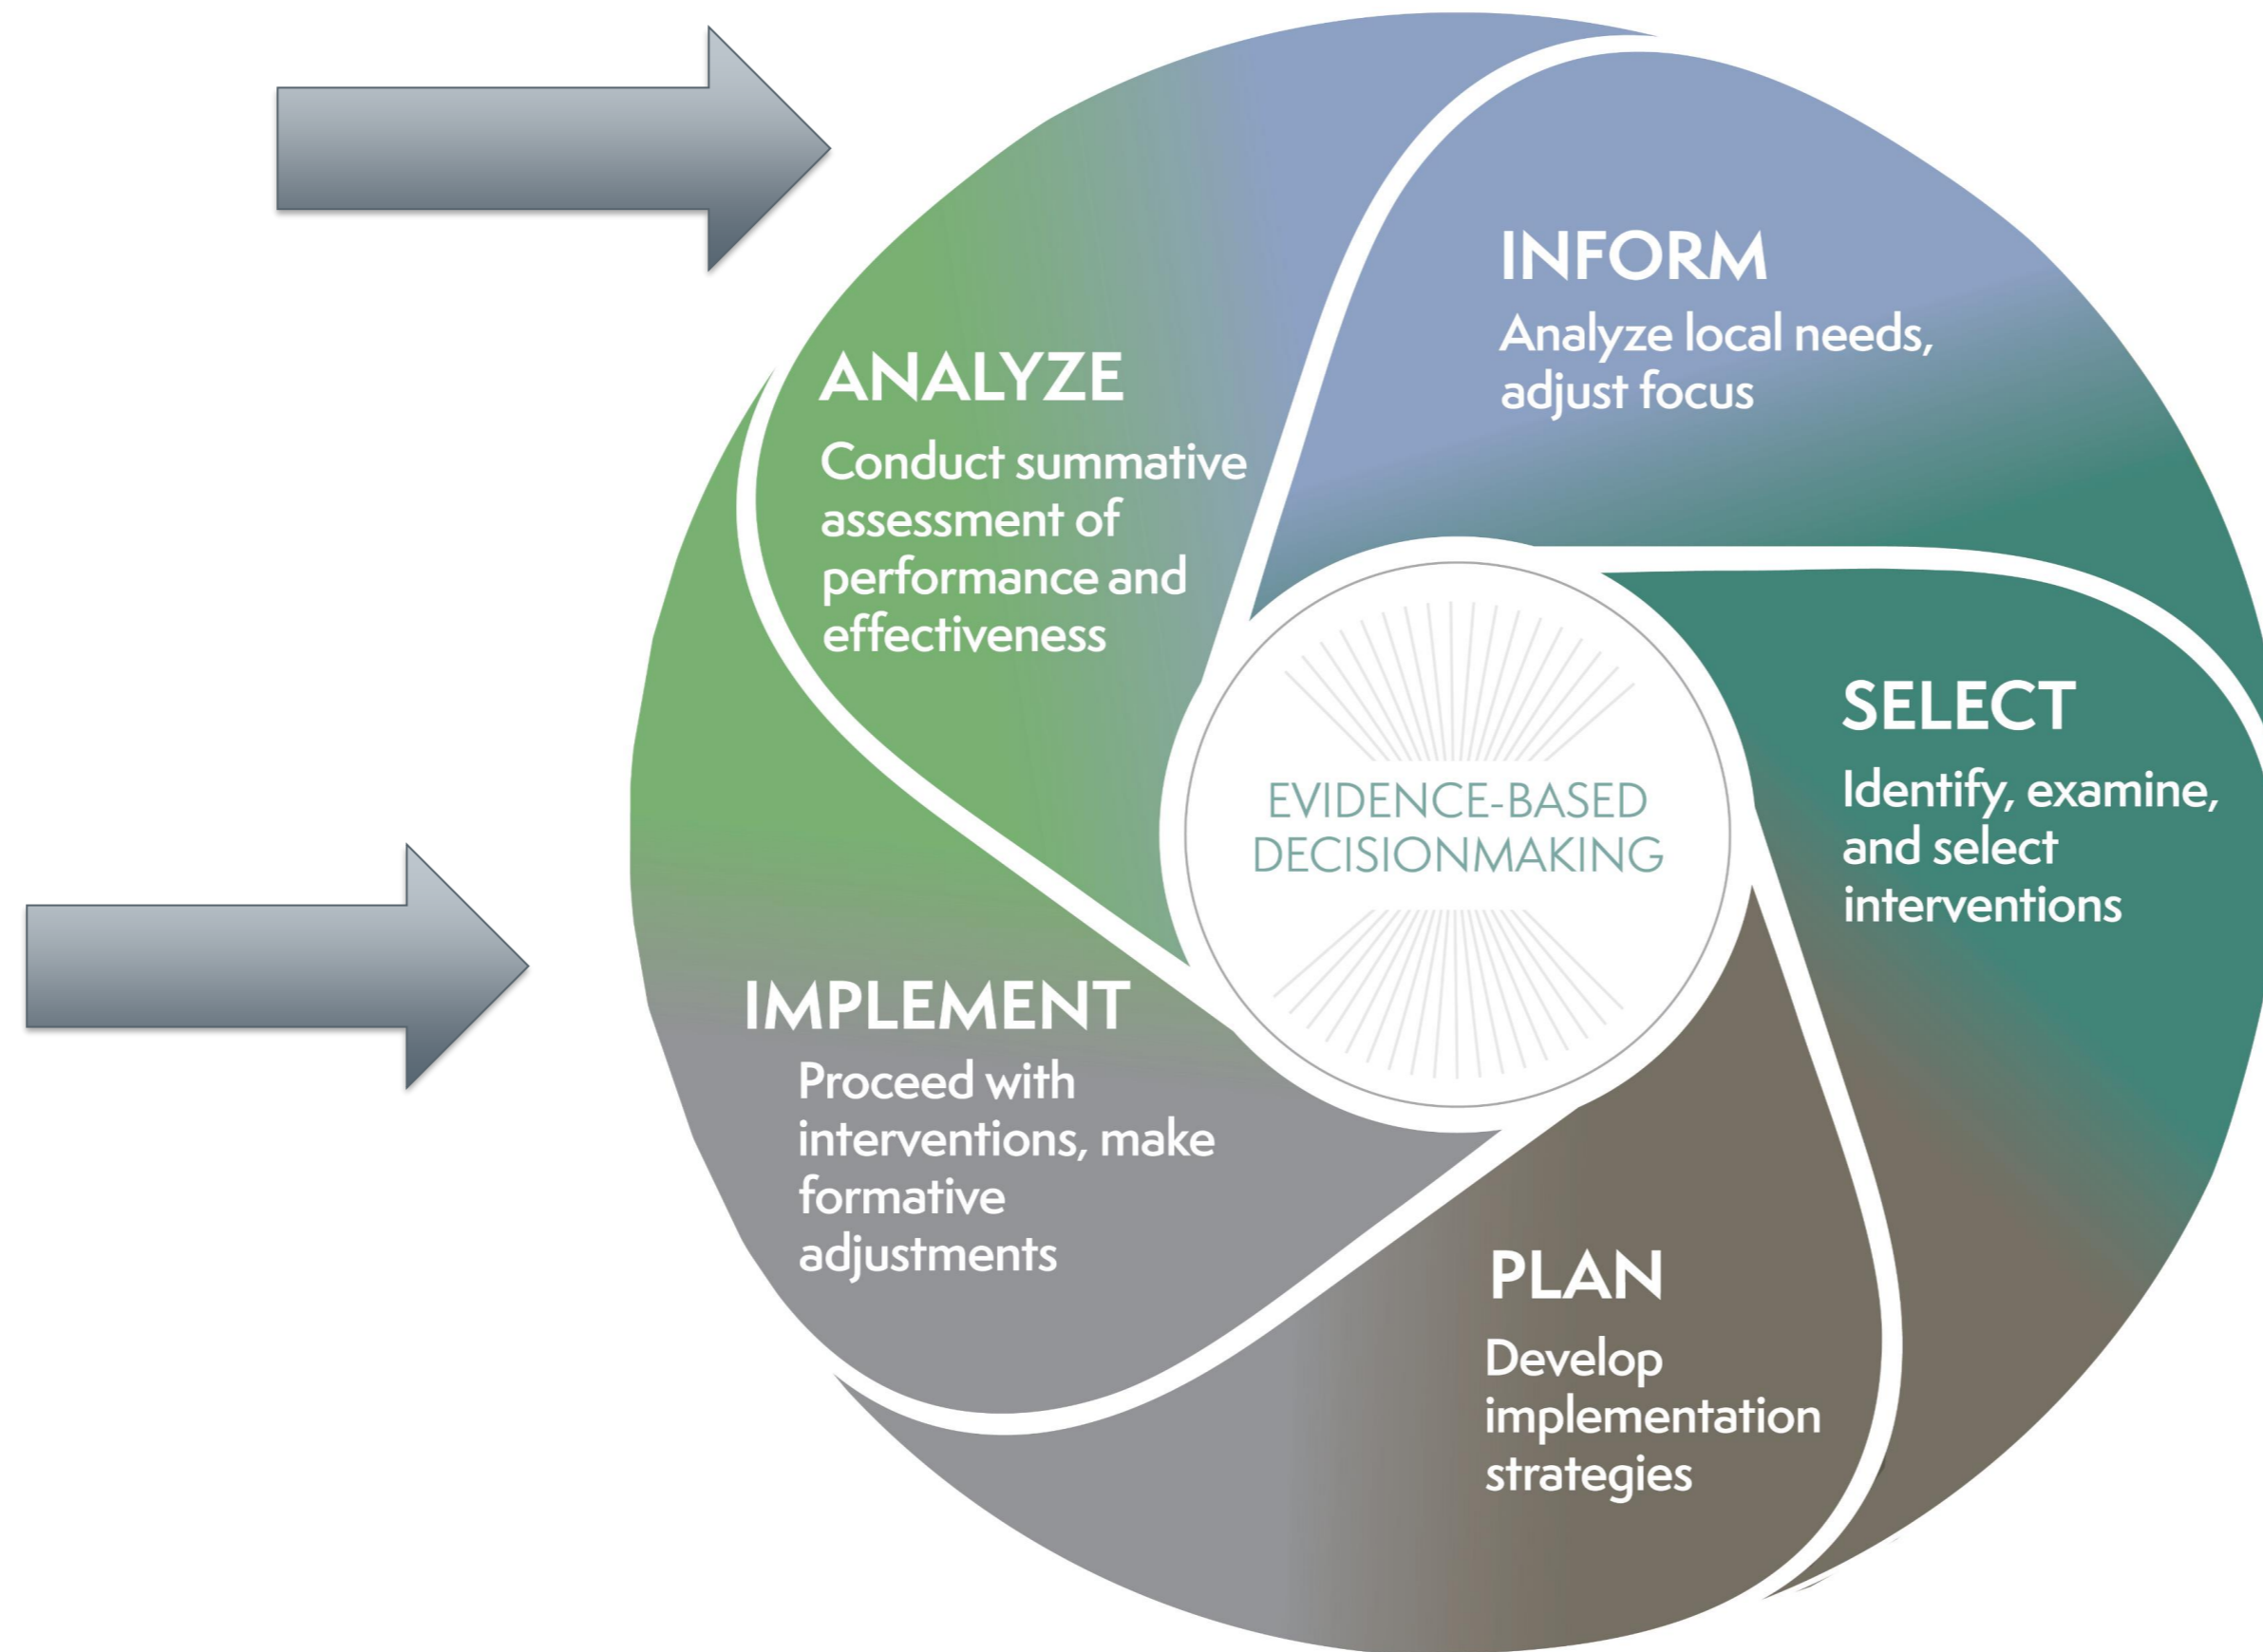 INFORM
Analyze local needs,
adjust focus
SELECT
Identify, examine,
and select
interventions
PLAN
Develop
implementation
strategies
IMPLEMENT
Proceed with
interventions, make
formative
adjustments
ANALYZE
Conduct summative
assessment of
performance and
effectiveness
EVIDENCE-BASED
DECISIONMAKING